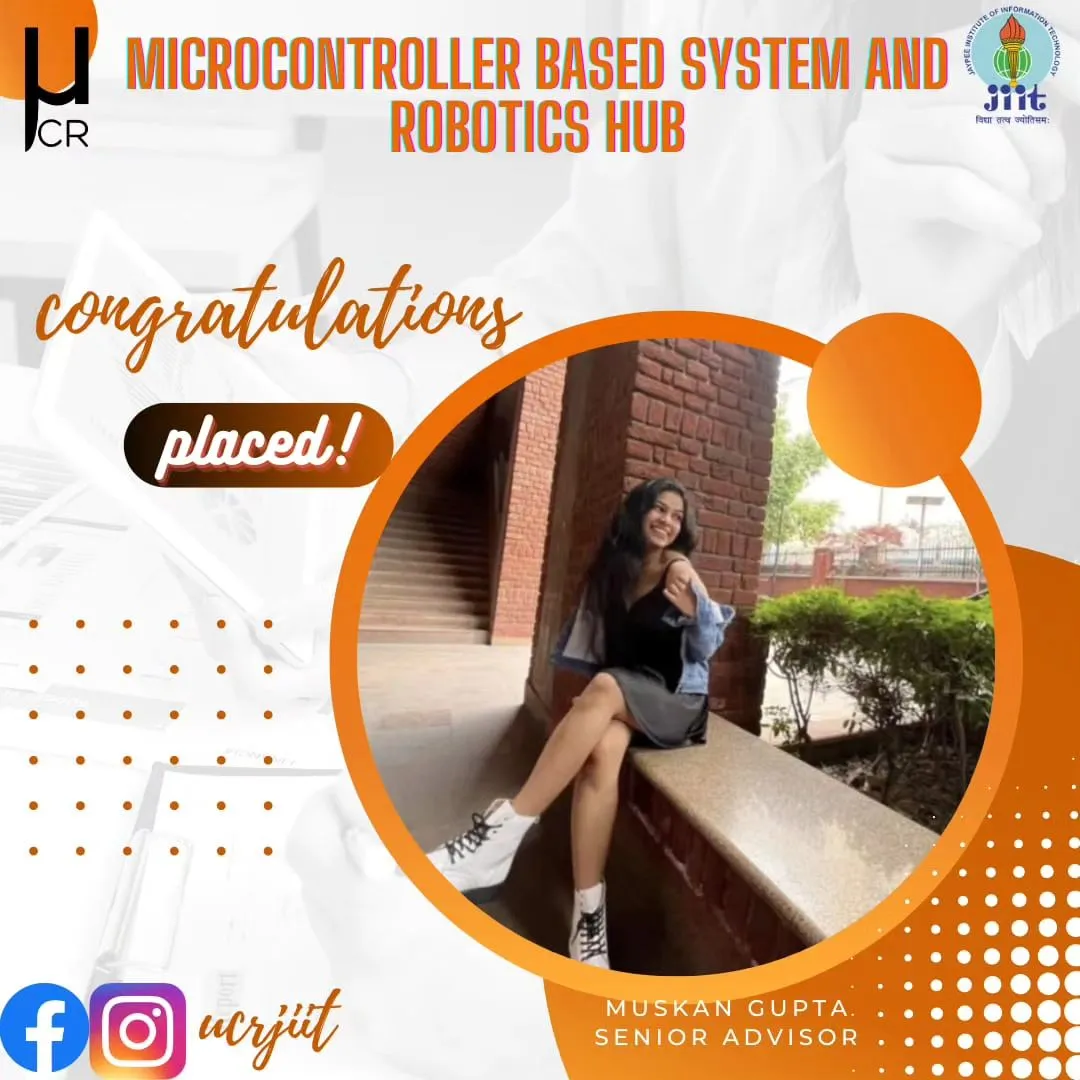 µ
CR
MICROCONTROLLER BASED SYSTEM AND
ROBOTICS HUB
JAYPEE INSTITUTE OF INFORMATION TECHNOLOGY
jiit
विद्या तत्व ज्योतिसमः
congratulations
placed!
ucrjiit
MUSKAN GUPTA.
SENIOR ADVISOR